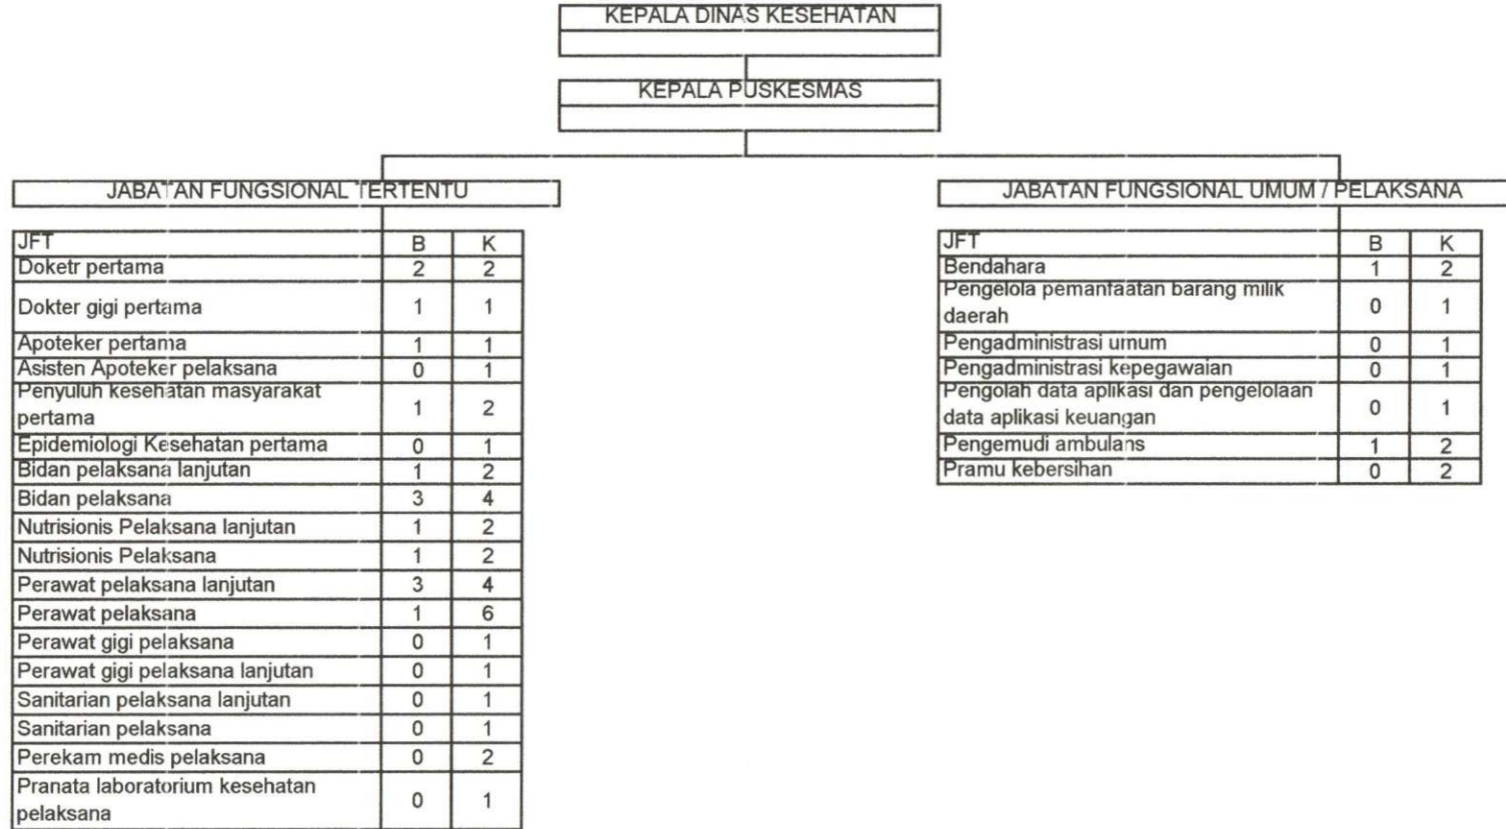 KEPALA DINAS KESEHATAN
KEPALA PUSKESMAS
JABATAN FUNGSIONAL TERTENTU
JFT B K
Doketr pertama 2 2
Dokter gigi pertama 1 1
Apoteker pertama 1 1
Asisten Apoteker pelaksana 0 1
Penyuluh kesehatan masyarakat
pertama 1 2
Epidemiologi Kesehatan pertama 0 1
Bidan pelaksana lanjutan 1 2
Bidan pelaksana 3 4
Nutrisionis Pelaksana lanjutan 1 2
Nutrisionis Pelaksana 1 2
Perawat pelaksana lanjutan 3 4
Perawat pelaksana 1 6
Perawat gigi pelaksana 0 1
Perawat gigi pelaksana lanjutan 0 1
Sanitarian pelaksana lanjutan 0 1
Sanitarian pelaksana 0 1
Perekam medis pelaksana 0 2
Pranata laboratorium kesehatan
pelaksana 0 1
JABATAN FUNGSIONAL UMUM / PELAKSANA
JFT B K
Bendahara 1 2
Pengelola pemanfaatan barang milik
daerah 0 1
Pengadministrasi umum 0 1
Pengadministrasi kepegawaian 0 1
Pengolah data aplikasi dan pengelolaan
data aplikasi keuangan 0 1
Pengemudi ambulans 1 2
Pramu kebersihan 0 2